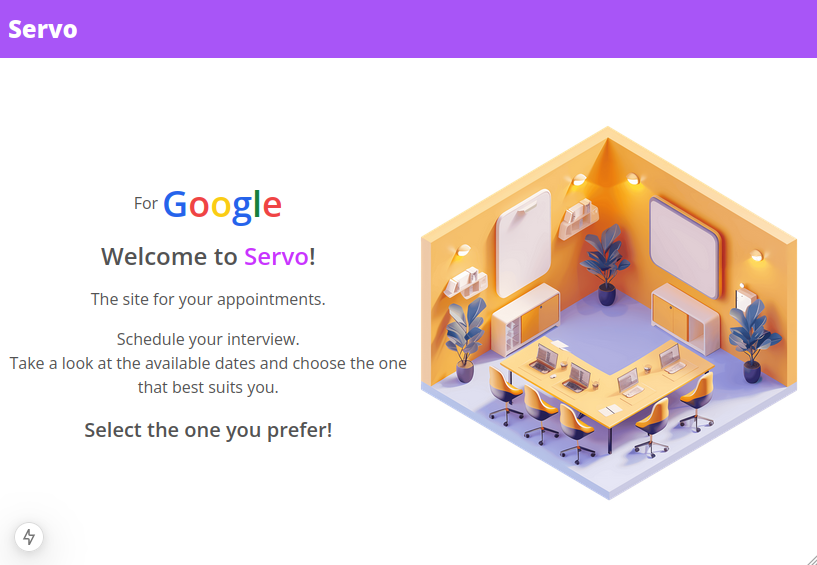 Servo
For Google
Welcome to Servo!
The site for your appointments.
Schedule your interview.
Take a look at the available dates and choose the one
that best suits you.
Select the one you prefer!